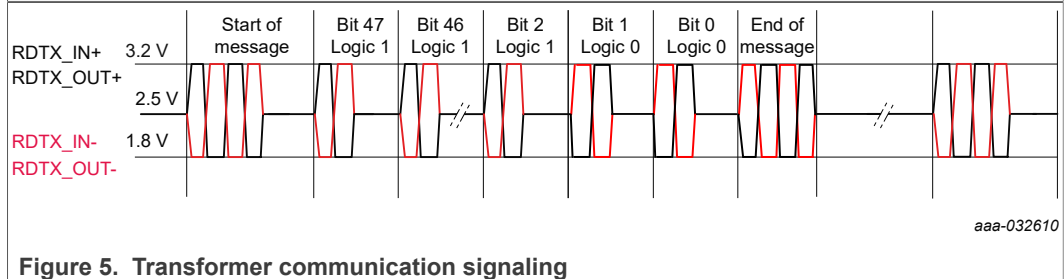 Start of message
Bit 47 Logic 1
Bit 46 Logic 1
Bit 2 Logic 1
Bit 1 Logic 0
Bit 0 Logic 0
End of message
RDTX_IN+
3.2 V
RDTX_OUT+
2.5 V
RDTX_IN-
1.8 V
RDTX_OUT-
aaa-032610
Figure 5. Transformer communication signaling